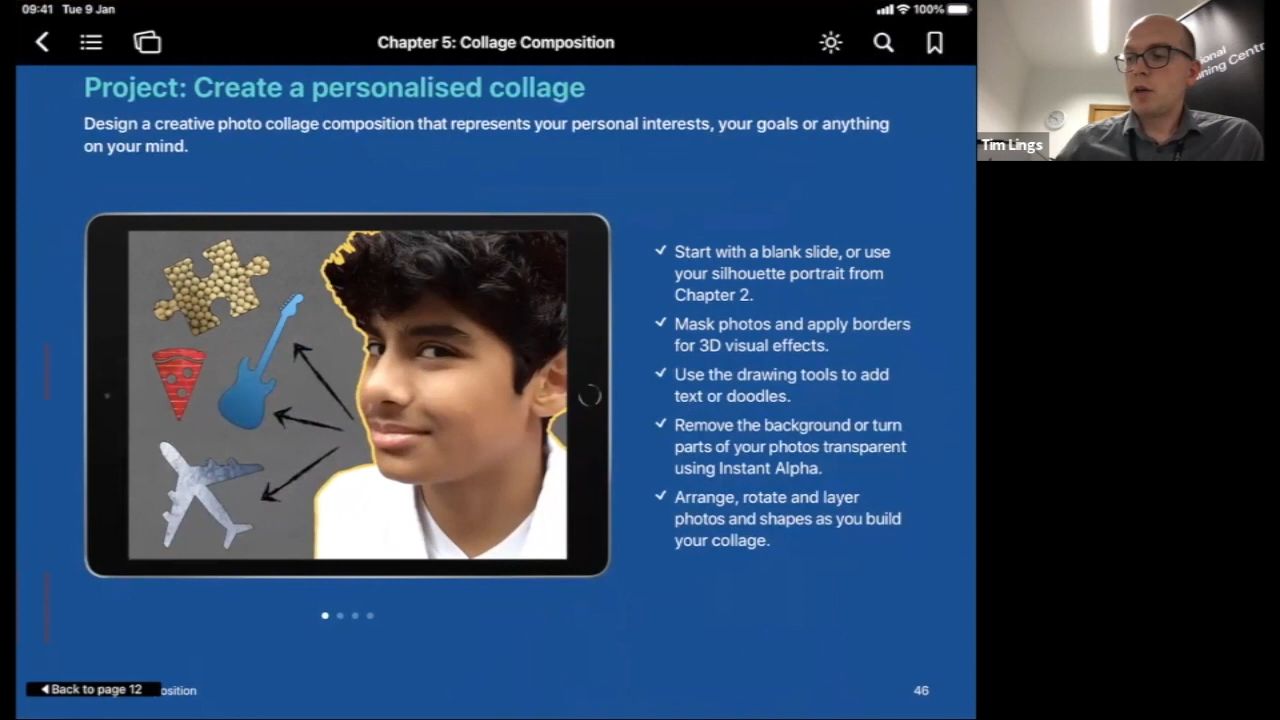 09:41 Tue 9 Jan
100%
Chapter 5: Collage Composition
Project: Create a personalised collage
Design a creative photo collage composition that represents your personal interests, your goals or anything
on your mind.
Start with a blank slide, or use
your silhouette portrait from
Chapter 2.
Mask photos and apply borders
for 3D visual effects.
Use the drawing tools to add
text or doodles.
Remove the background or turn
parts of your photos transparent
using Instant Alpha.
Arrange, rotate and layer
photos and shapes as you build
your collage.
Back to page 12
osition
46
ional
ining Centr
Tim Lings